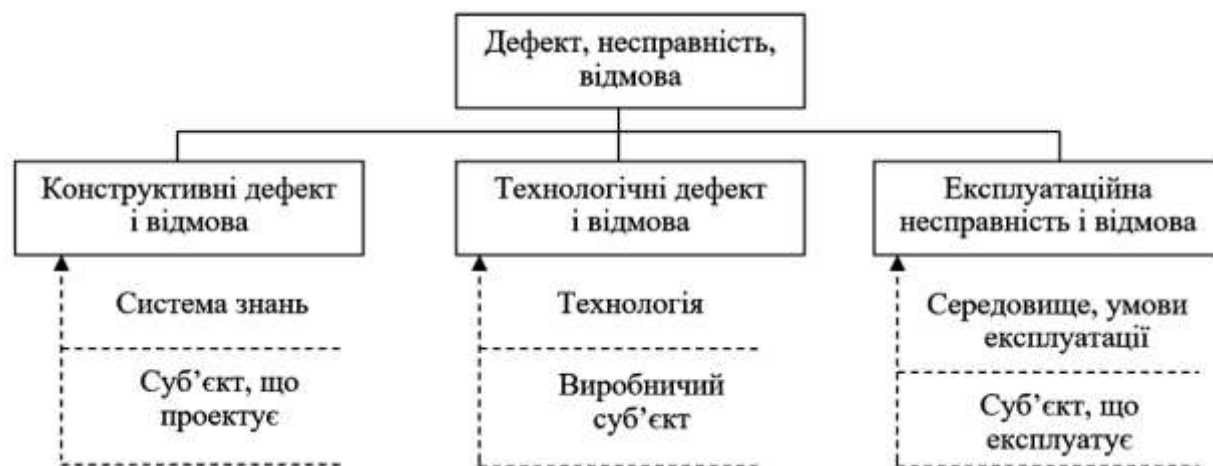 Дефект, несправність,
відмова
Конструктивні дефект
і відмова
Технологічні дефект
і відмова
Експлуатаційна
несправність і відмова
Система знань
Суб’єкт, що
проектує
Технологія
Виробничий
суб’єкт
Середовище, умови
експлуатації
Суб’єкт, що
експлуатує